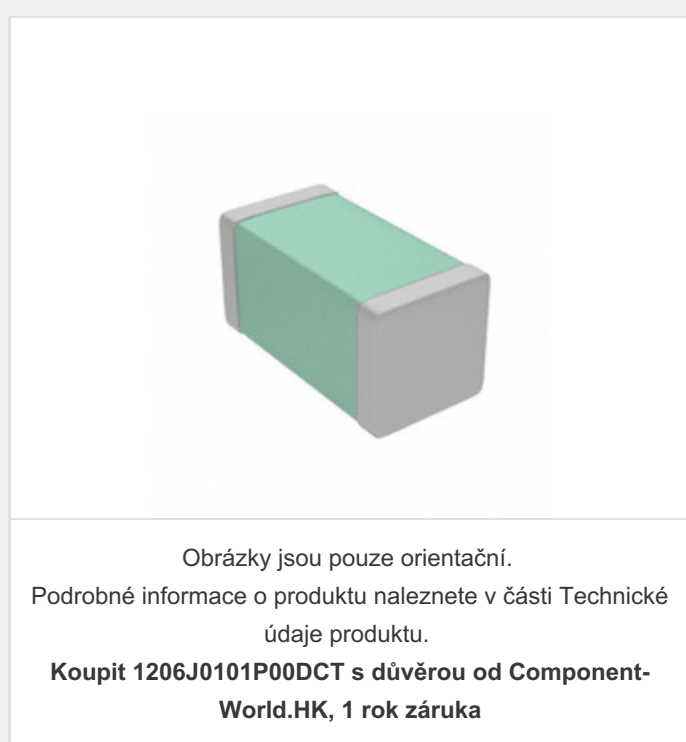 Obrázky jsou pouze orientační.
Podrobné informace o produktu naleznete v části Technické
údaje produktu.
Koupit 1206J0101P00DCT s důvěrou od Component-
World.HK, 1 rok záruka